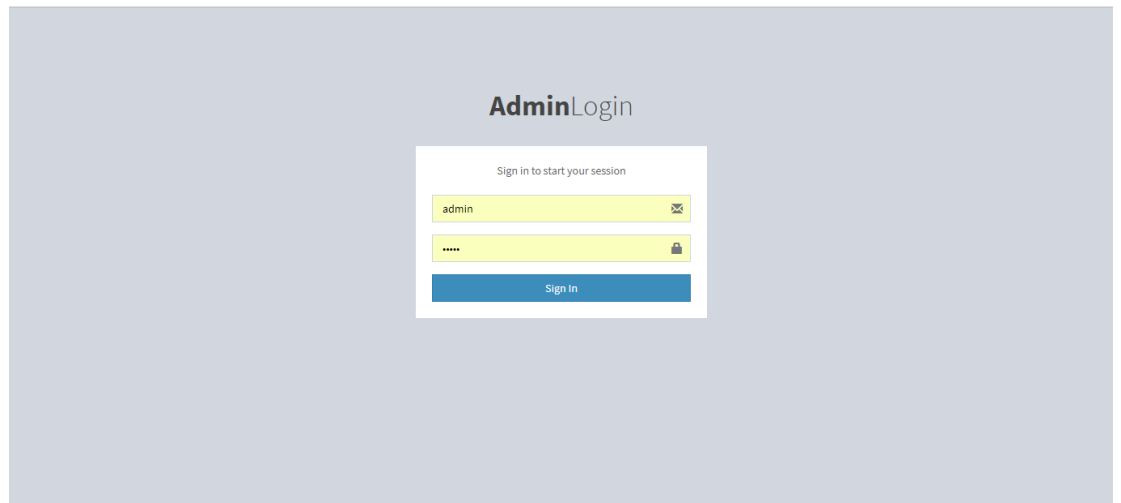 AdminLogin
Sign in to start your session
admin
•••••
Sign In